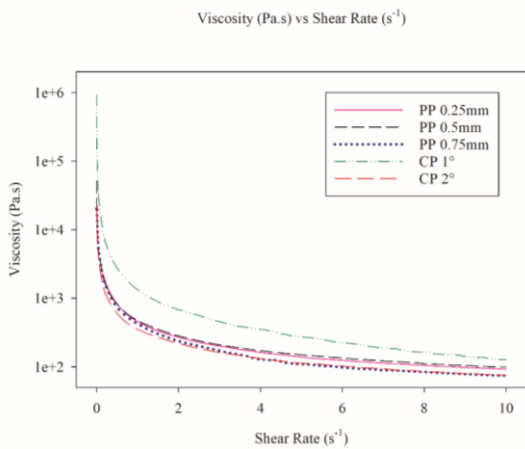 Viscosity (Pa.s) vs Shear Rate (s⁻¹)
1e+6
1e+5
1e+4
1e+3
1e+2
Viscosity (Pa.s)
PP 0.25mm
PP 0.5mm
PP 0.75mm
CP 1°
CP 2°
0 2 4 6 8 10
Shear Rate (s⁻¹)